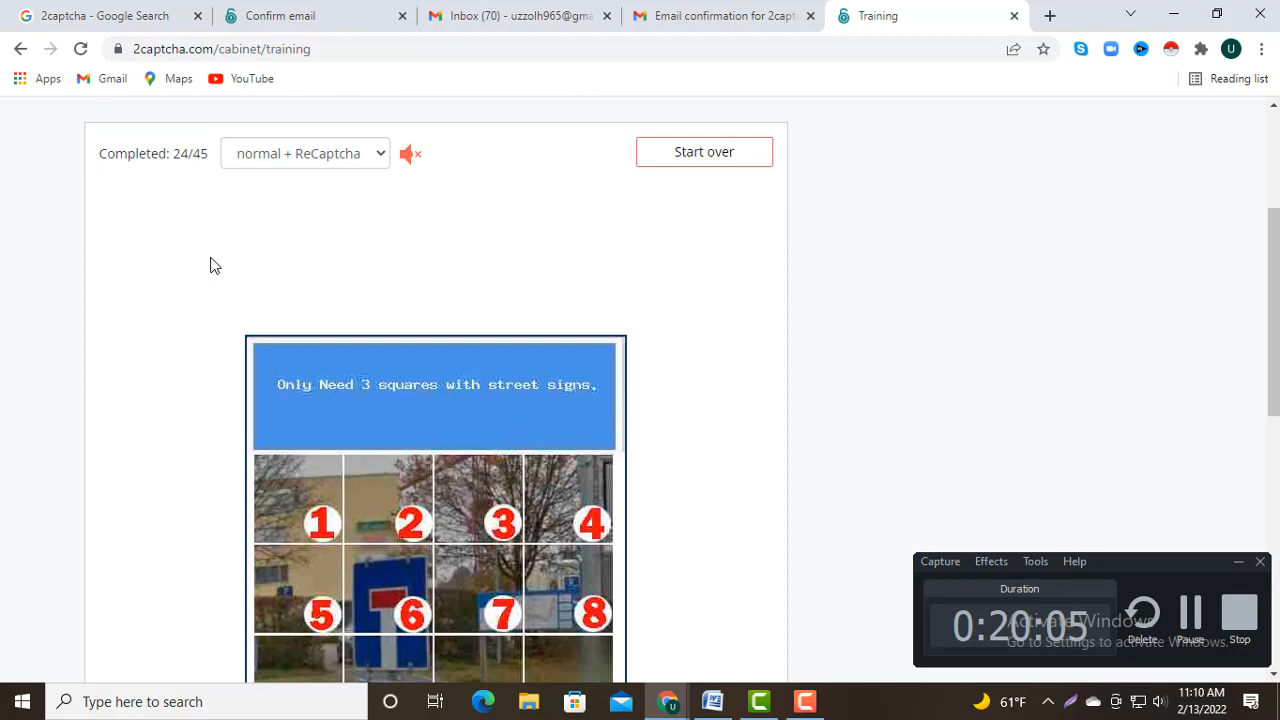 2captcha - Google Search
Confirm email
Inbox (70) - uzzolh965@gma
Email confirmation for 2capt
Training
2captcha.com/cabinet/training
U
Apps
Gmail
Maps
YouTube
Reading list
Completed: 24/45
normal + ReCaptcha
Start over
Only Need 3 squares with street signs.
1
2
3
4
5
6
7
8
Capture
Effects
Tools
Help
Duration
0:20:05
Delete
Pause
Stop
Activate Windows
Go to Settings to activate Windows.
Type here to search
61°F
11:10 AM
2/13/2022